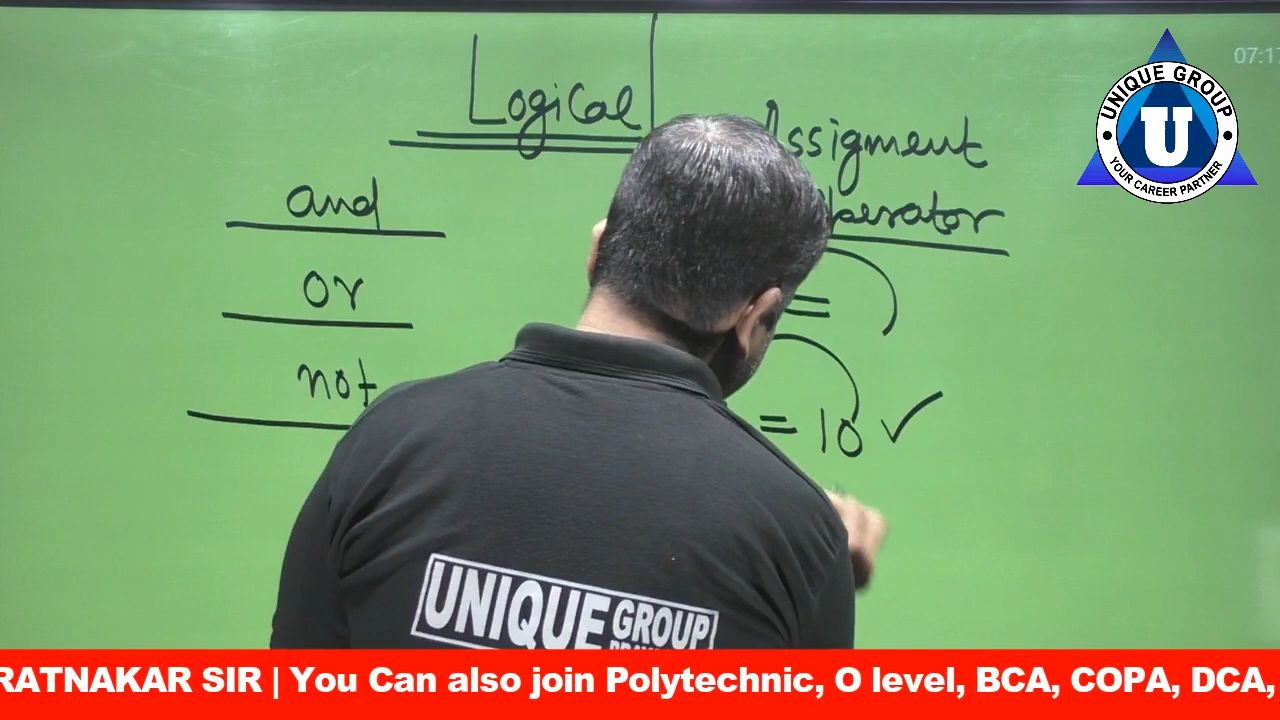 Logical
and
or
not
Assigment
perator
=
= 10 ✓
UNIQUE GROUP
UNIQUE GROUP
U
YOUR CAREER PARTNER
07:17
RATNAKAR SIR | You Can also join Polytechnic, O level, BCA, COPA, DCA,